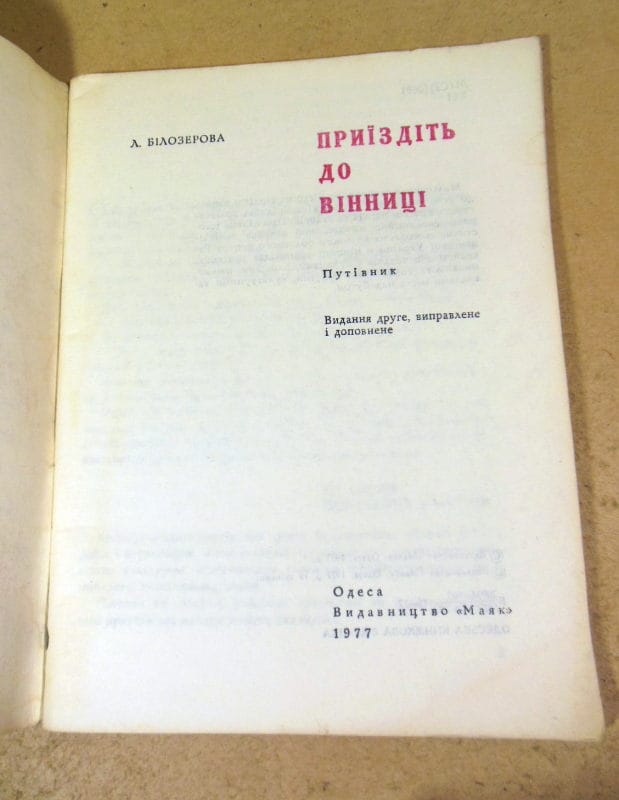 Л. БІЛОЗЕРОВА
ПРИЇЗДІТЬ
ДО
ВІННИЦІ
Путівник
Видання друге, виправлене
і доповнене
Одеса
Видавництво «Маяк»
1977